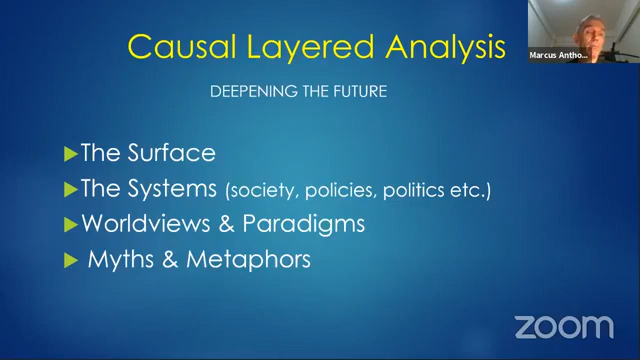 Causal Layered Analysis
Marcus Antho...
DEEPENING THE FUTURE
The Surface
The Systems (society, policies, politics etc.)
Worldviews & Paradigms
Myths & Metaphors
zoom